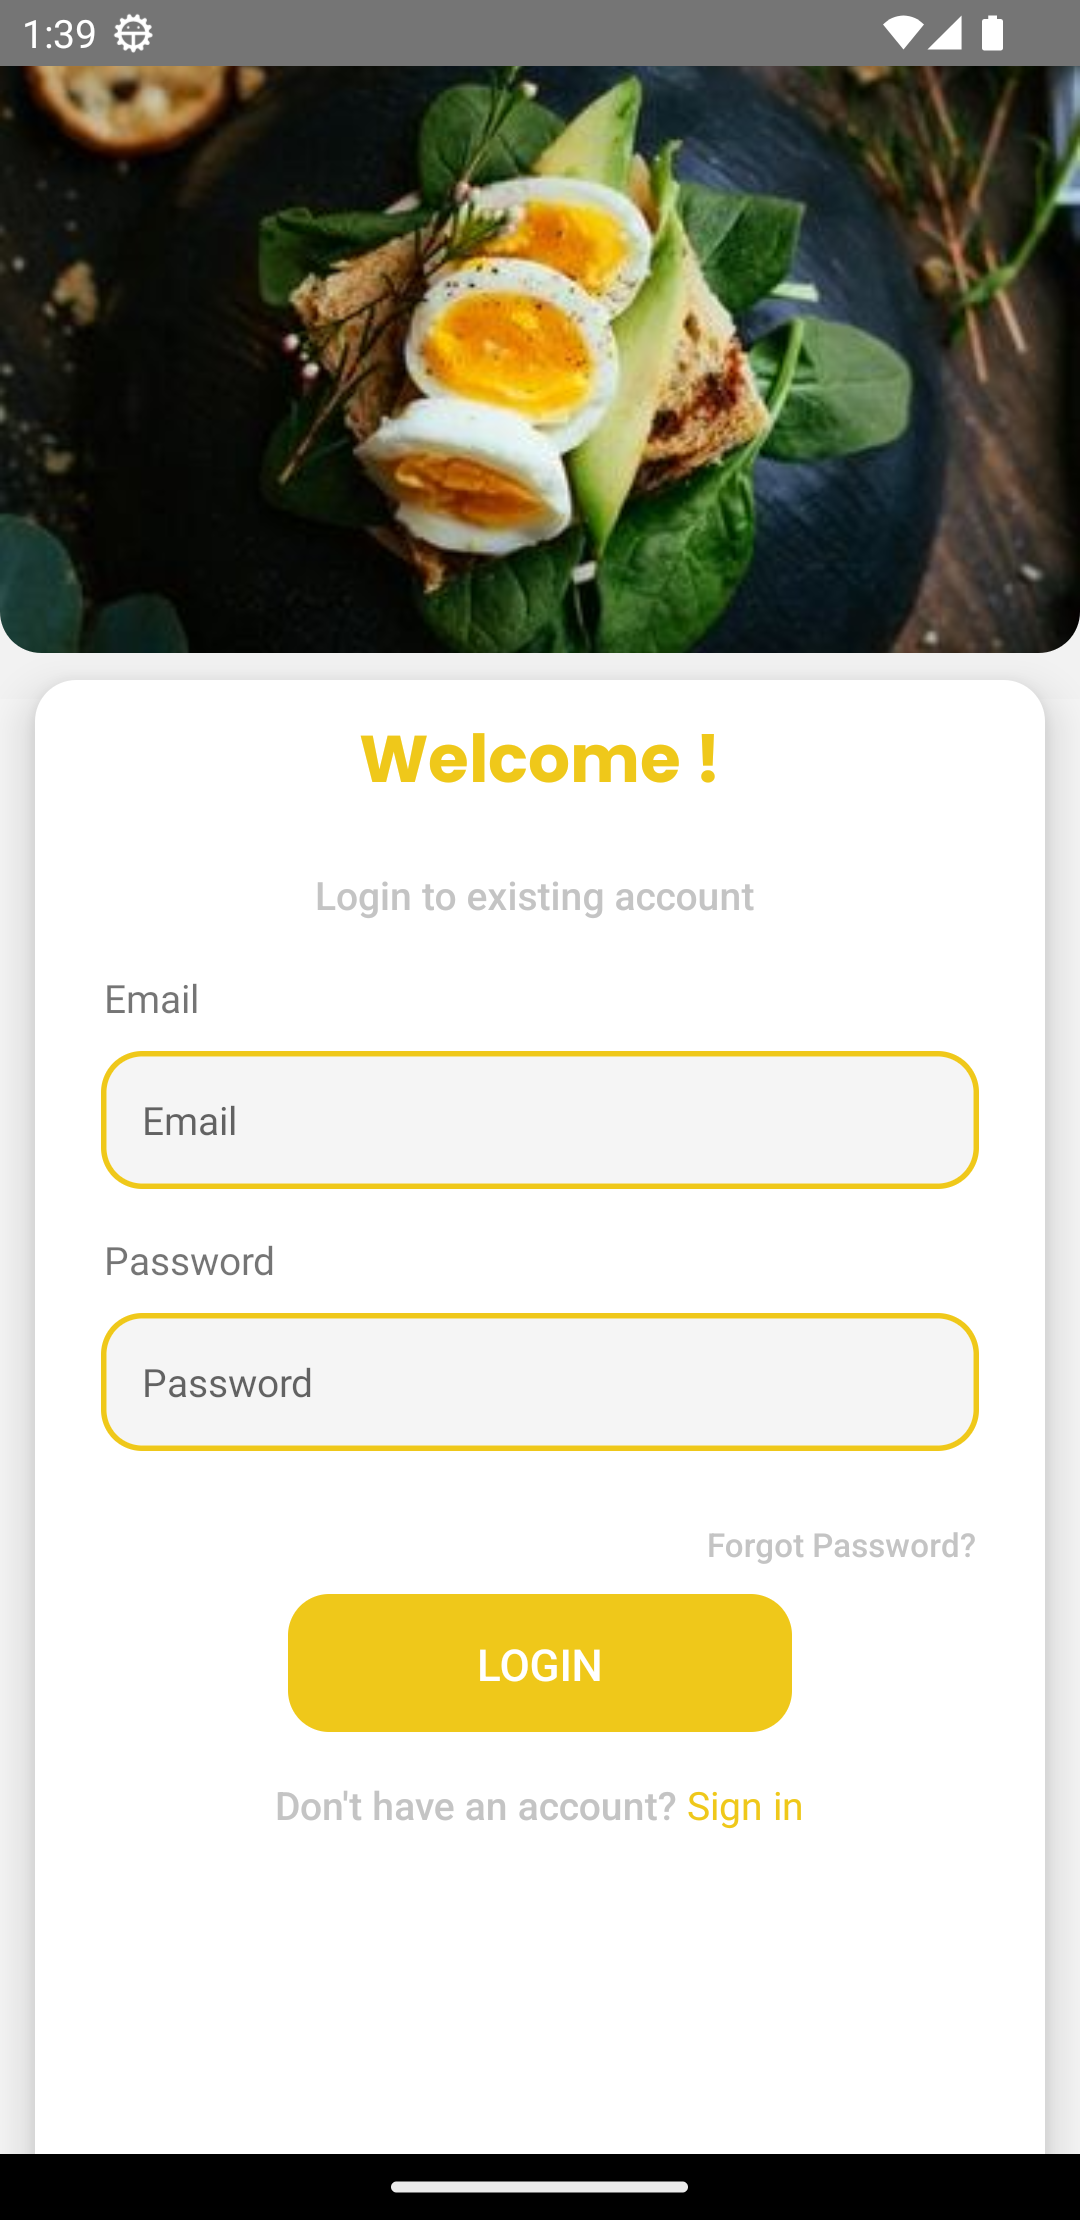 1:39
Welcome !
Login to existing account
Email
Email
Password
Password
Forgot Password?
LOGIN
Don't have an account? Sign in